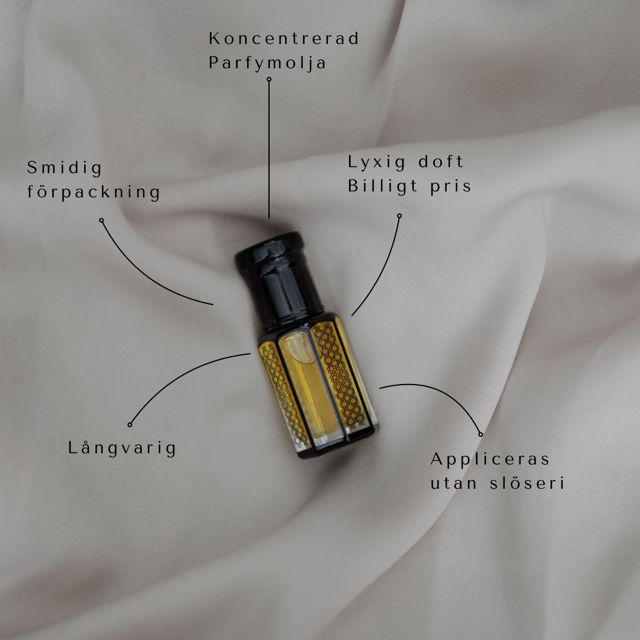 Koncentrerad
Parfymolja
Smidig
förpackning
Lyxig doft
Billigt pris
Långvarig
Appliceras
utan slöseri